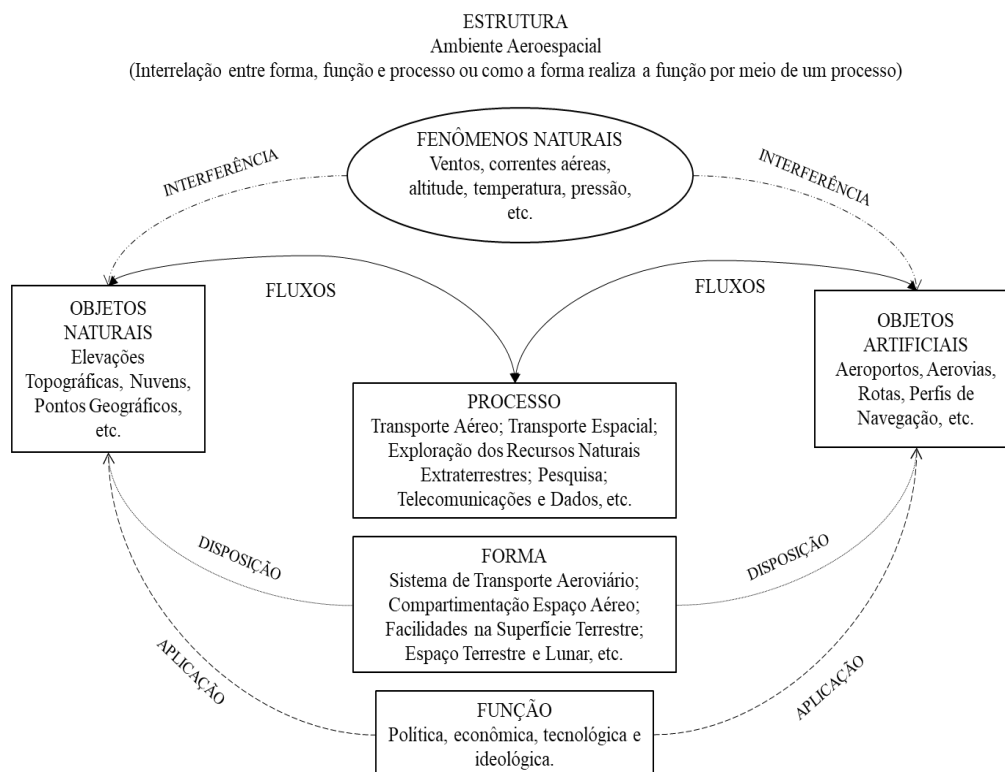 ESTRUTURA
Ambiente Aeroespacial
(Interrelação entre forma, função e processo ou como a forma realiza a função por meio de um processo)
FENÔMENOS NATURAIS
Ventos, correntes aéreas,
altitude, temperatura, pressão,
etc.
INTERFERÊNCIA
INTERFERÊNCIA
FLUXOS
FLUXOS
OBJETOS
NATURAIS
Elevações
Topográficas, Nuvens,
Pontos Geográficos,
etc.
OBJETOS
ARTIFICIAIS
Aeroportos, Aerovias,
Rotas, Perfis de
Navegação, etc.
PROCESSO
Transporte Aéreo; Transporte Espacial;
Exploração dos Recursos Naturais
Extraterrestres; Pesquisa;
Telecomunicações e Dados, etc.
DISPOSIÇÃO
DISPOSIÇÃO
FORMA
Sistema de Transporte Aeroviário;
Compartimentação Espaço Aéreo;
Facilidades na Superfície Terrestre;
Espaço Terrestre e Lunar, etc.
APLICAÇÃO
APLICAÇÃO
FUNÇÃO
Política, econômica, tecnológica e
ideológica.